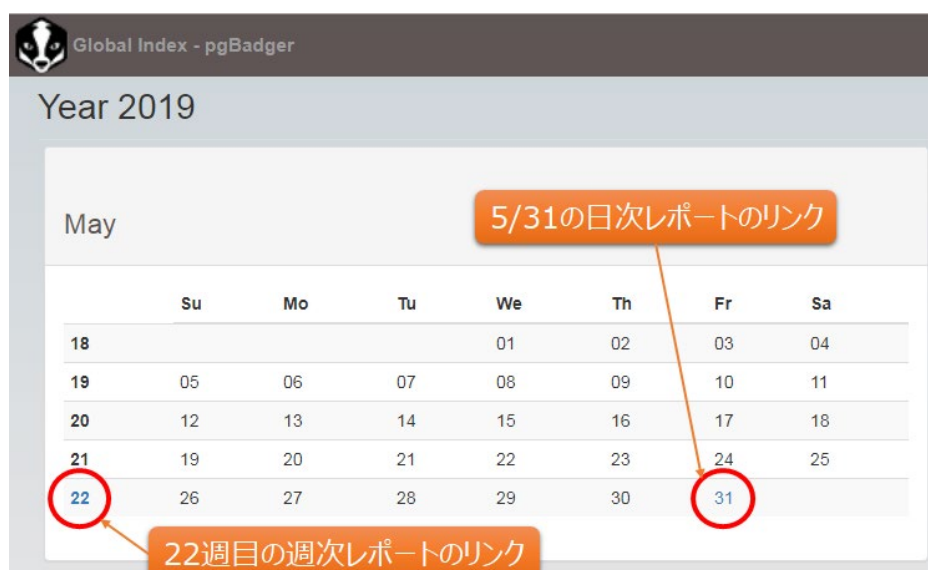 Global Index - pgBadger
Year 2019
May
5/31の日次レポートのリンク
Su Mo Tu We Th Fr Sa
18 01 02 03 04
19 05 06 07 08 09 10 11
20 12 13 14 15 16 17 18
21 19 20 21 22 23 24 25
22 26 27 28 29 30 31
22週目の週次レポートのリンク